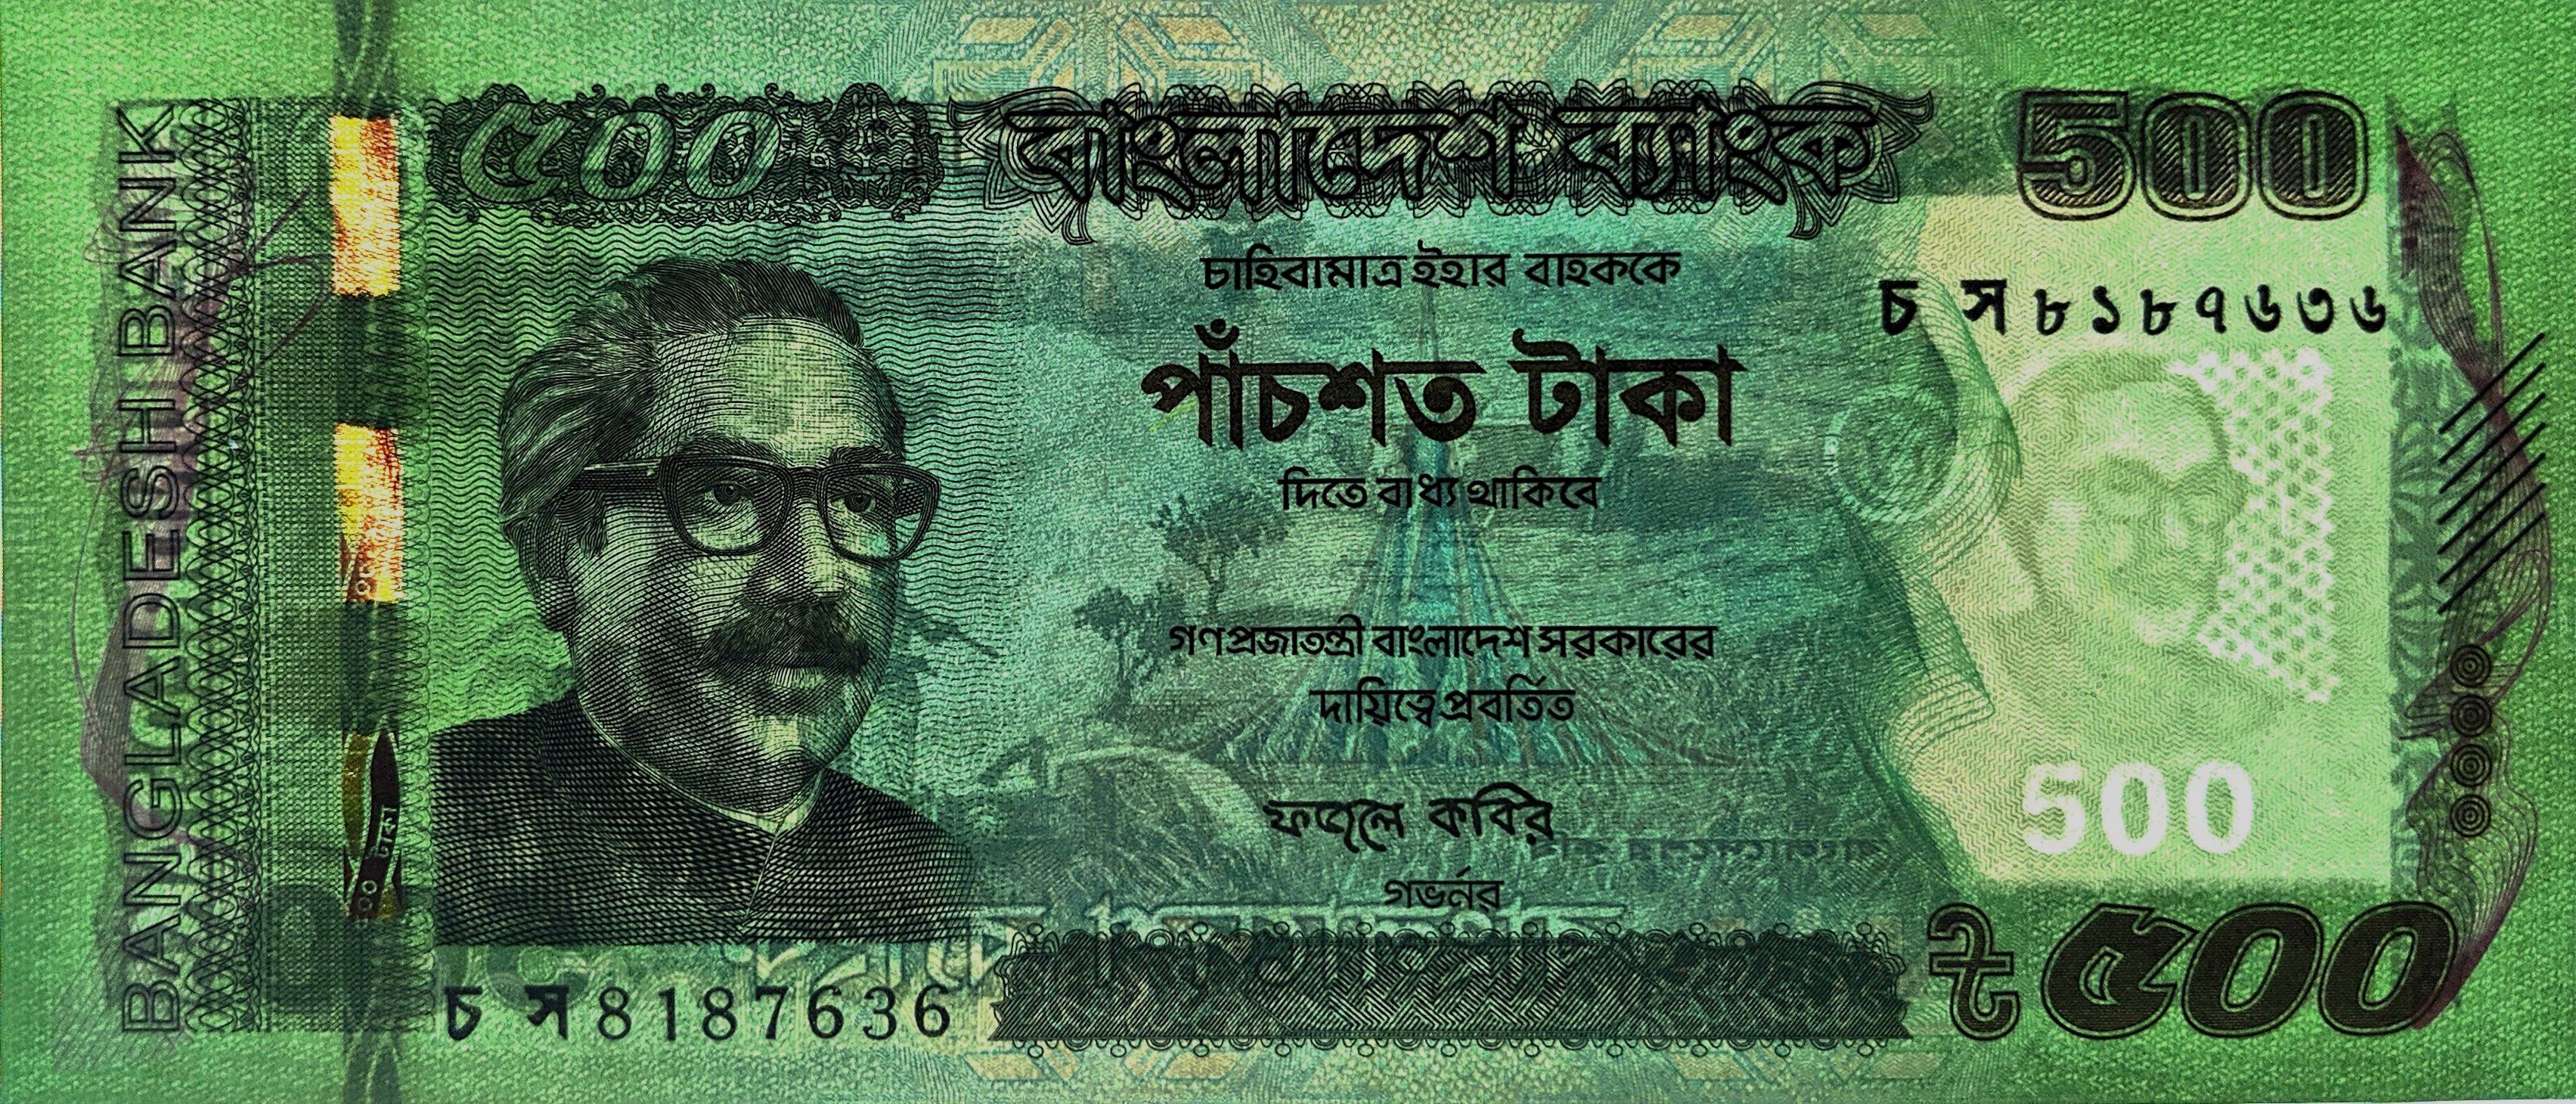 BANGLADESH BANK
৫০০
বাংলাদেশ ব্যাংক
500
চাহিবামাত্র ইহার বাহককে
চ স ৮১৮৭৬৩৬
পাঁচশত টাকা
দিতে বাধ্য থাকিবে
গণপ্রজাতন্ত্রী বাংলাদেশ সরকারের
দায়িত্বে প্রবর্তিত
ফজলে কবির
500
গভর্নর
৳ ৫০০
চ স 8187636
টাকা